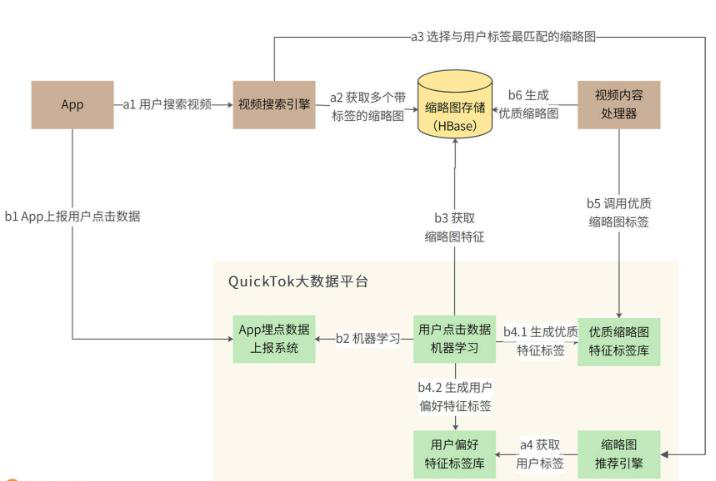 a3 选择与用户标签最匹配的缩略图
App
a1 用户搜索视频
视频搜索引擎
a2 获取多个带
标签的缩略图
缩略图存储
（HBase）
b6 生成
优质缩略图
视频内容
处理器
b1 App上报用户点击数据
b3 获取
缩略图特征
b5 调用优质
缩略图标签
QuickTok大数据平台
App埋点数据
上报系统
b2 机器学习
用户点击数据
机器学习
b4.1 生成优质
特征标签
优质缩略图
特征标签库
b4.2 生成用户
偏好特征标签
用户偏好
特征标签库
a4 获取
用户标签
缩略图
推荐引擎